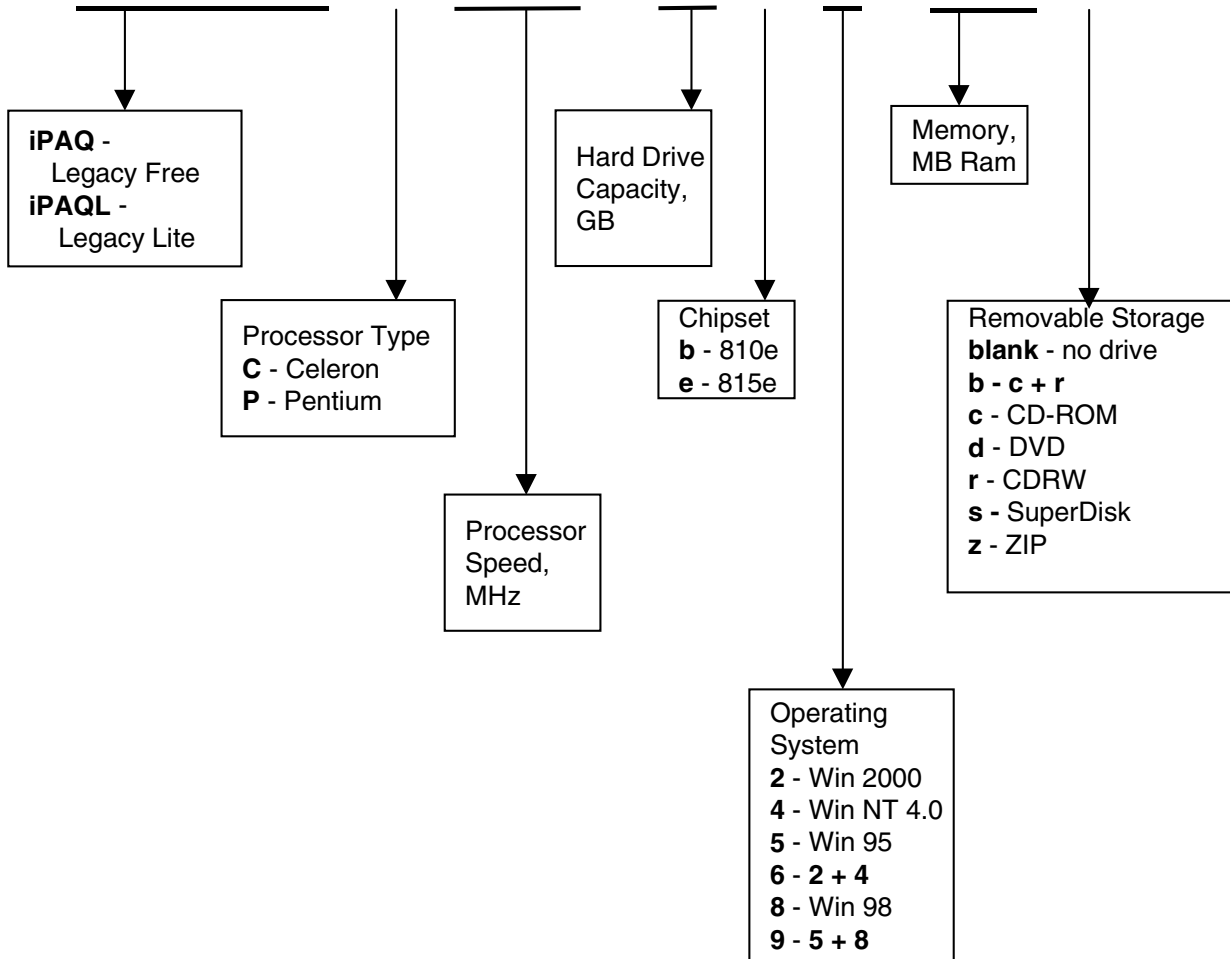 iPAQ -
Legacy Free
iPAQL -
Legacy Lite
Processor Type
C - Celeron
P - Pentium
Processor
Speed,
MHz
Hard Drive
Capacity,
GB
Chipset
b - 810e
e - 815e
Operating
System
2 - Win 2000
4 - Win NT 4.0
5 - Win 95
6 - 2 + 4
8 - Win 98
9 - 5 + 8
Memory,
MB Ram
Removable Storage
blank - no drive
b - c + r
c - CD-ROM
d - DVD
r - CDRW
s - SuperDisk
z - ZIP